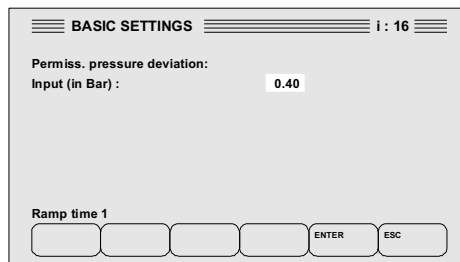 BASIC SETTINGS i : 16
Permiss. pressure deviation:
Input (in Bar) : 0.40
Ramp time 1
ENTER ESC